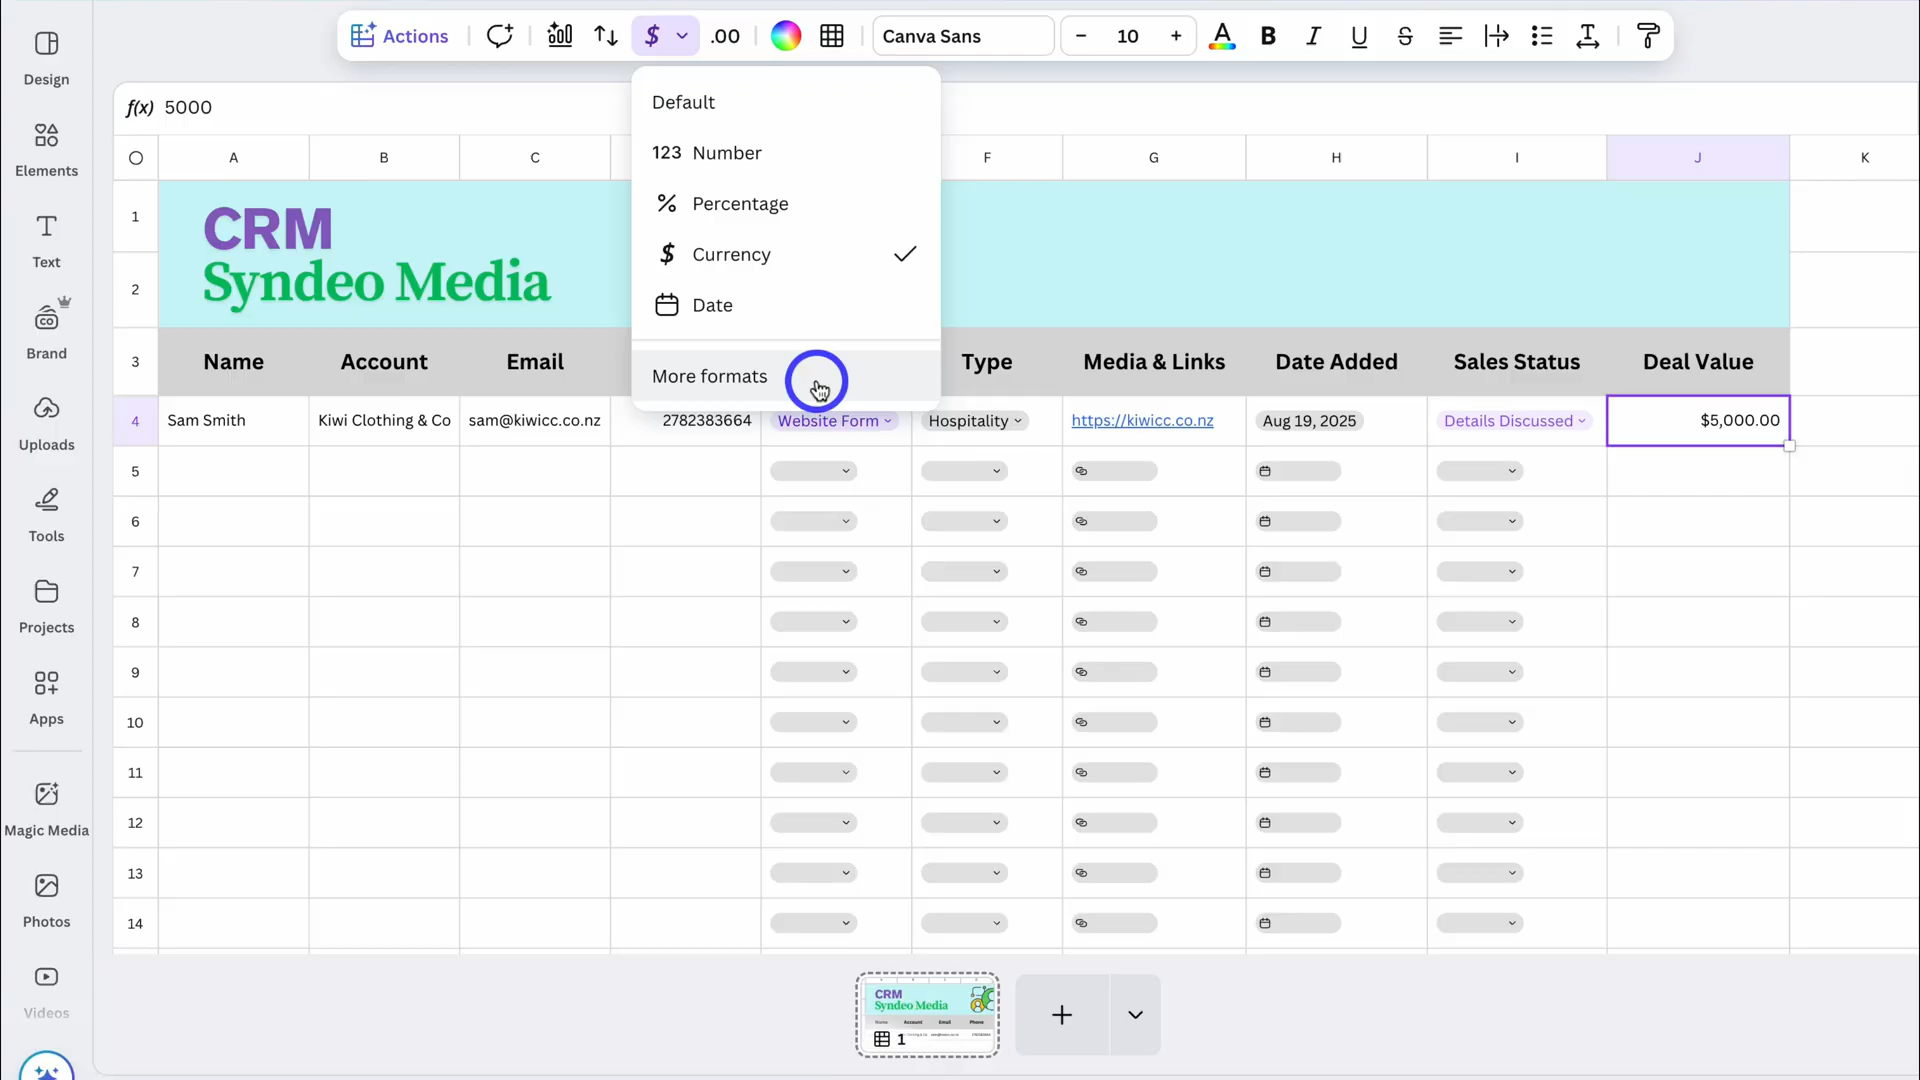 Actions
$
.00
Canva Sans
– 10 +
A B I U S
Design
Elements
Text
Brand
Uploads
Tools
Projects
Apps
Magic Media
Photos
Videos
f(x) 5000
Default
123 Number
% Percentage
$ Currency
Date
More formats
A B C F G H I J K
1
CRM
2
Syndeo Media
3 Name Account Email Type Media & Links Date Added Sales Status Deal Value
4 Sam Smith Kiwi Clothing & Co sam@kiwicc.co.nz 2782383664 Website Form Hospitality https://kiwicc.co.nz Aug 19, 2025 Details Discussed $5,000.00
5
6
7
8
9
10
11
12
13
14
CRM
Syndeo Media
Name Account Email Phone
1
+